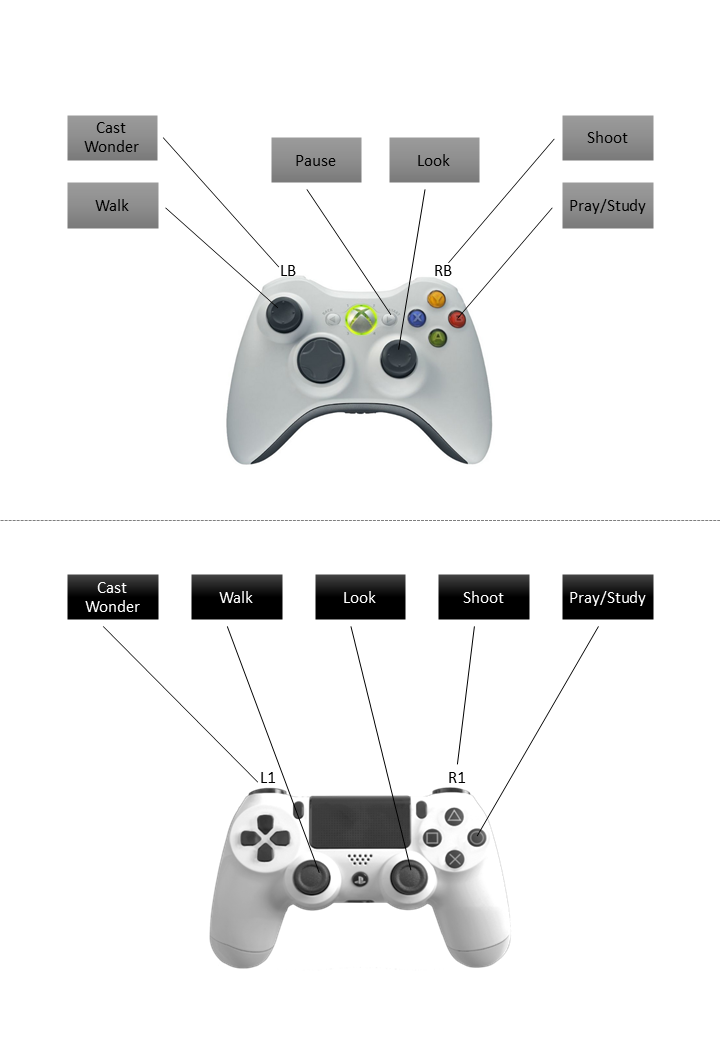 Cast
Wonder
Pause
Look
Shoot
Walk
Pray/Study
LB
RB
Y
X
B
A
Cast
Wonder
Walk
Look
Shoot
Pray/Study
L1
R1